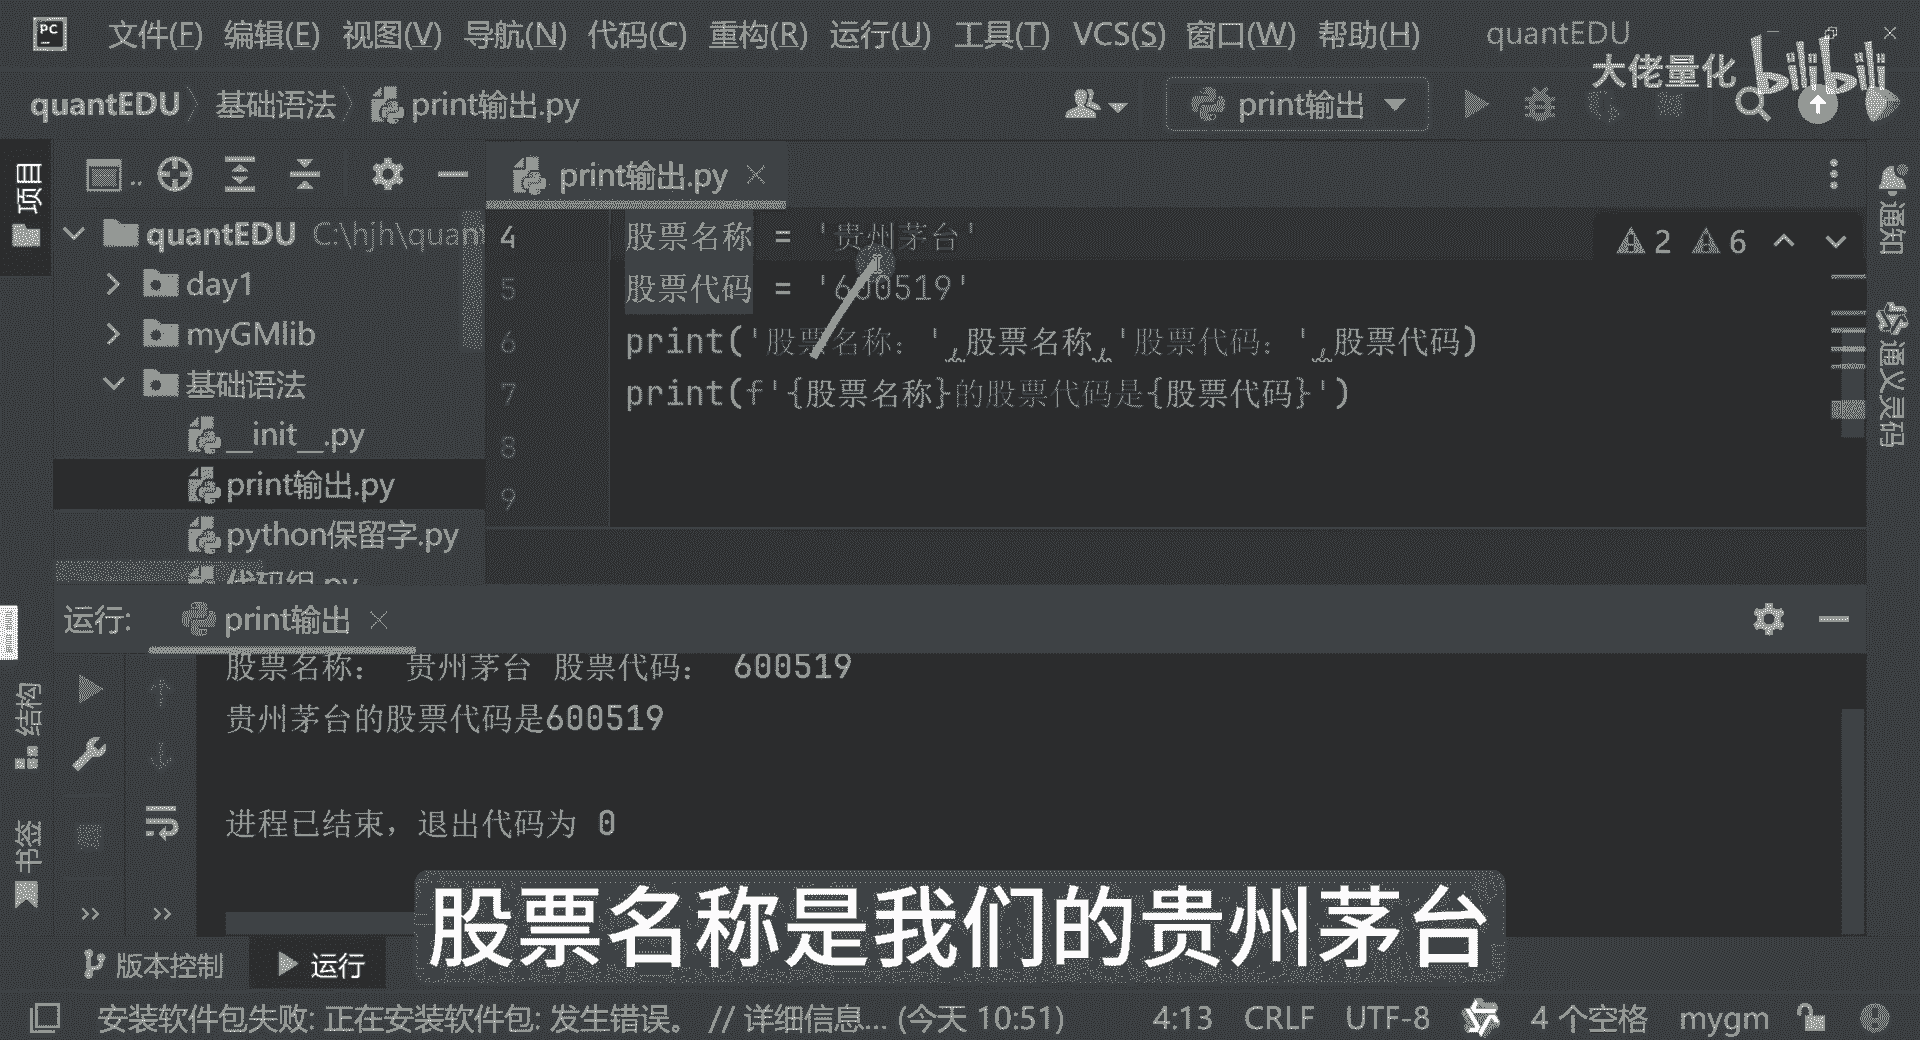 文件(F) 编辑(E) 视图(V) 导航(N) 代码(C) 重构(R) 运行(U) 工具(T) VCS(S) 窗口(W) 帮助(H) quantEDU
大佬量化 bilibili
quantEDU 基础语法 print输出.py print输出
项目
print输出.py
quantEDU C:\hjh\quan
day1
myGMlib
基础语法
__init__.py
print输出.py
python保留字.py
代码组.py
4 股票名称 = '贵州茅台'
5 股票代码 = '600519'
6 print('股票名称：',股票名称,'股票代码：',股票代码)
7 print(f'{股票名称}的股票代码是{股票代码}')
8
9
2 6
通知
通义灵码
运行: print输出
股票名称： 贵州茅台 股票代码： 600519
贵州茅台的股票代码是600519
进程已结束，退出代码为 0
结构
书签
股票名称是我们的贵州茅台
版本控制 运行
安装软件包失败: 正在安装软件包: 发生错误。 // 详细信息... (今天 10:51) 4:13 CRLF UTF-8 4 个空格 mygm